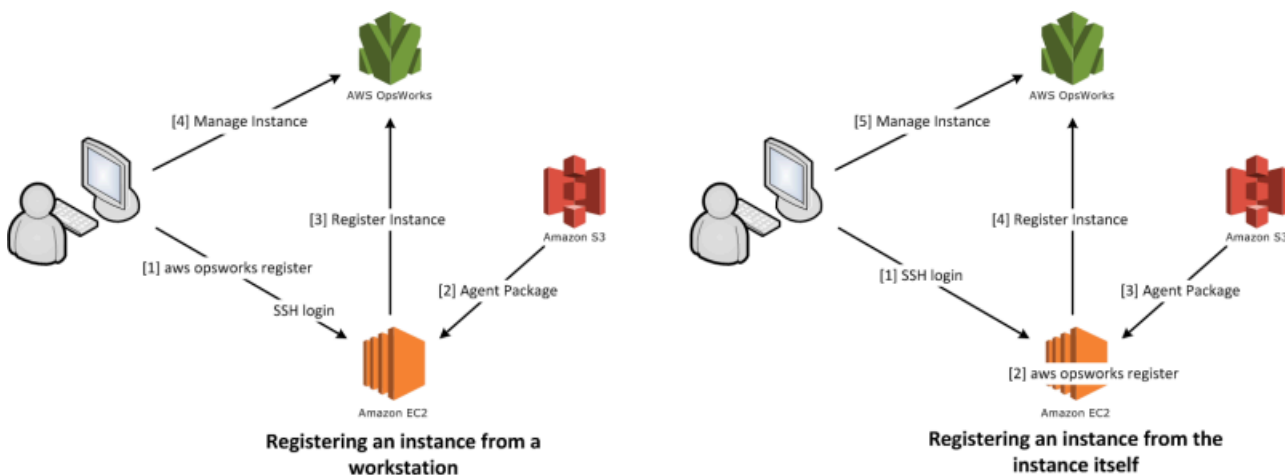 AWS OpsWorks
[4] Manage Instance
[3] Register Instance
Amazon S3
[1] aws opsworks register
[2] Agent Package
SSH login
Amazon EC2
Registering an instance from a
workstation
AWS OpsWorks
[5] Manage Instance
[4] Register Instance
Amazon S3
[1] SSH login
[3] Agent Package
[2] aws opsworks register
Amazon EC2
Registering an instance from the
instance itself